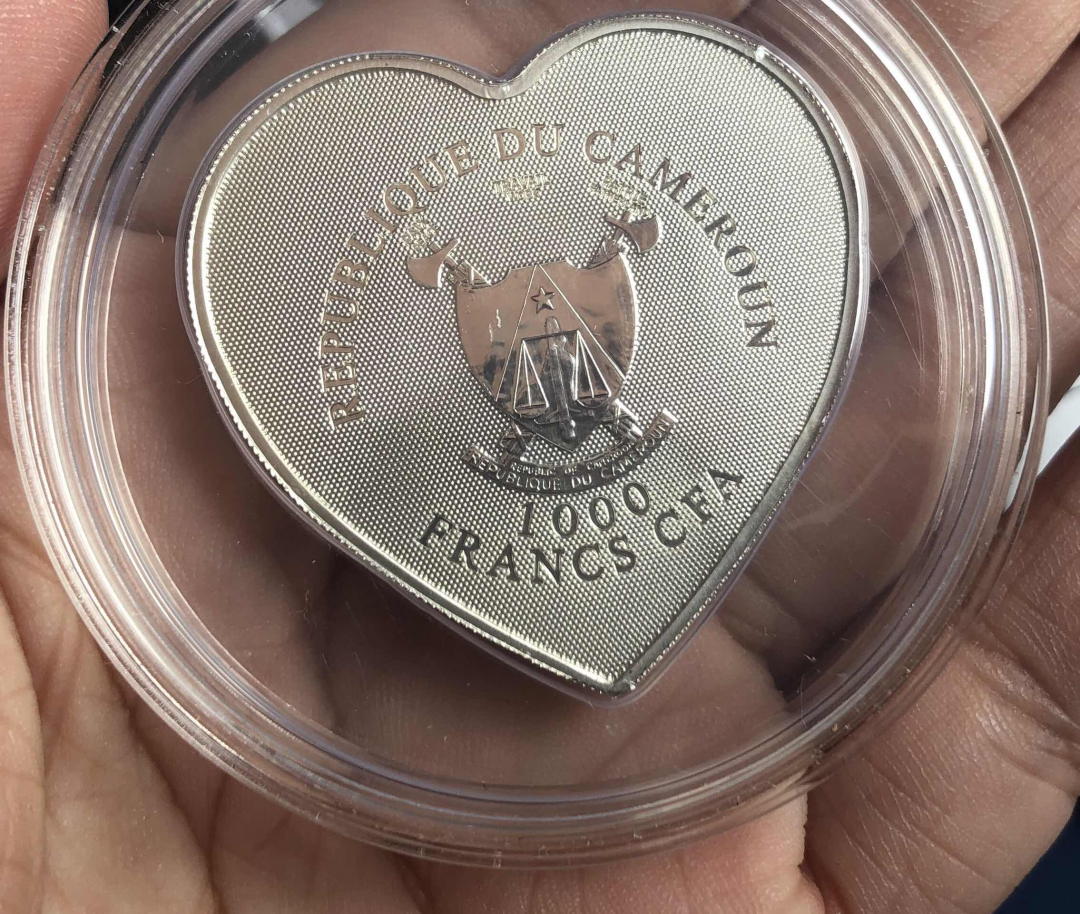 REPUBLIQUE DU CAMEROUN
REPUBLIQUE DU CAMEROUN
1000
FRANCS CFA